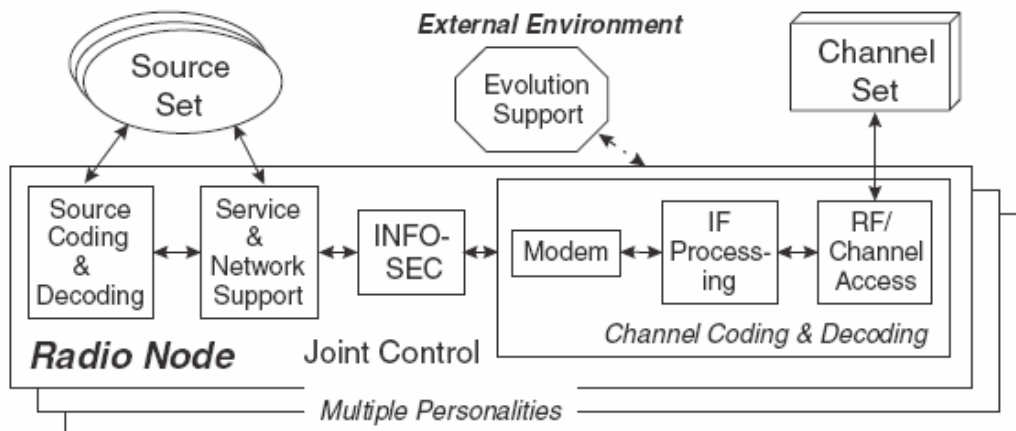 External Environment
Source
Set
Evolution
Support
Channel
Set
Source
Coding
&
Decoding
Service
&
Network
Support
INFO-
SEC
Modem
IF
Process-
ing
RF/
Channel
Access
Channel Coding & Decoding
Radio Node
Joint Control
Multiple Personalities